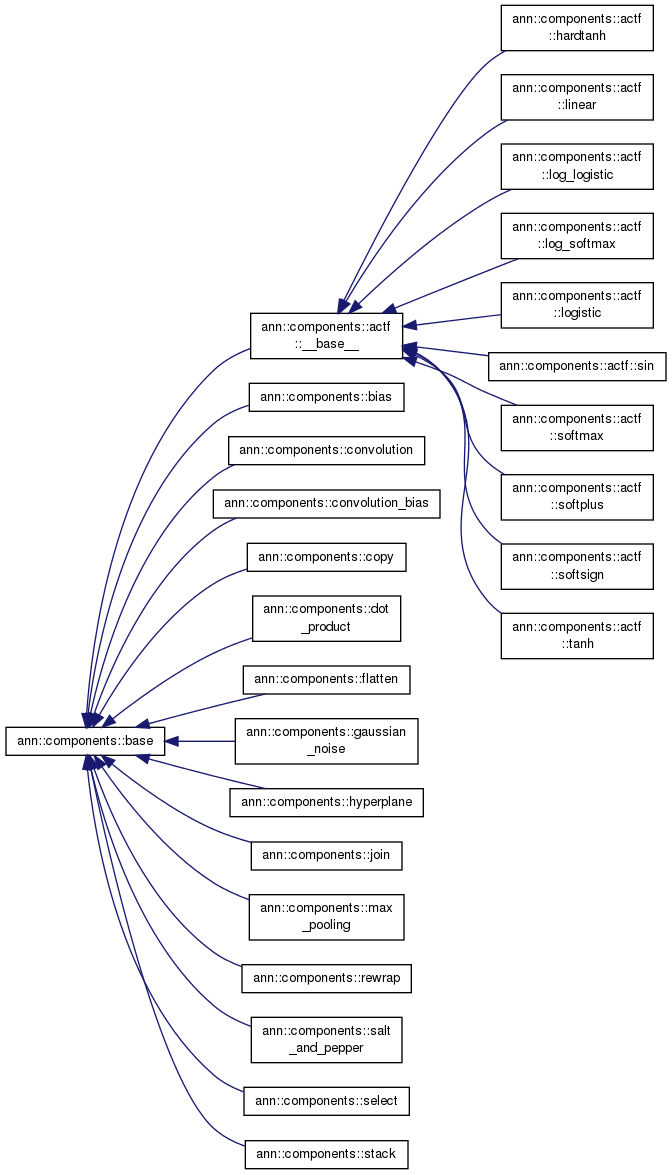 ann::components::actf
::hardtanh
ann::components::actf
::linear
ann::components::actf
::log_logistic
ann::components::actf
::log_softmax
ann::components::actf
::logistic
ann::components::actf
::__base__
ann::components::actf::sin
ann::components::bias
ann::components::actf
::softmax
ann::components::convolution
ann::components::actf
::softplus
ann::components::convolution_bias
ann::components::copy
ann::components::actf
::softsign
ann::components::dot
_product
ann::components::actf
::tanh
ann::components::flatten
ann::components::base
ann::components::gaussian
_noise
ann::components::hyperplane
ann::components::join
ann::components::max
_pooling
ann::components::rewrap
ann::components::salt
_and_pepper
ann::components::select
ann::components::stack